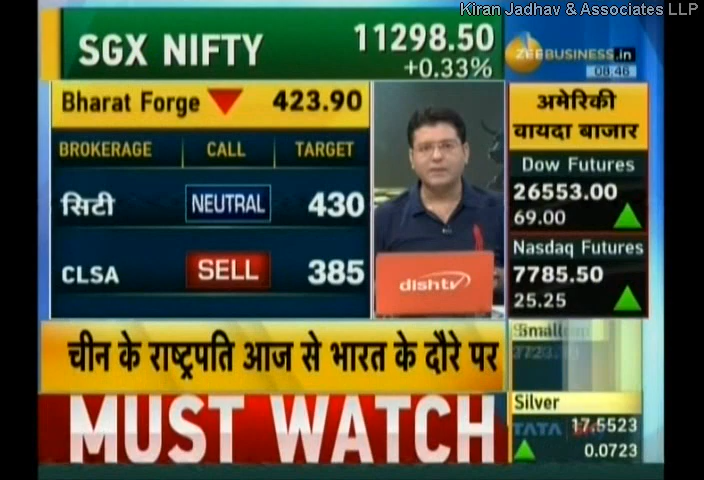 Kiran Jadhav & Associates LLP
SGX NIFTY
11298.50
+0.33%
ZEEBUSINESS.in
08:46
Bharat Forge 423.90
BROKERAGE CALL TARGET
सिटी NEUTRAL 430
CLSA SELL 385
dishtv
अमेरिकी
वायदा बाजार
Dow Futures
26553.00
69.00
Nasdaq Futures
7785.50
25.25
चीन के राष्ट्रपति आज से भारत के दौरे पर
MUST WATCH
Silver
17.5523
0.0723
TATA